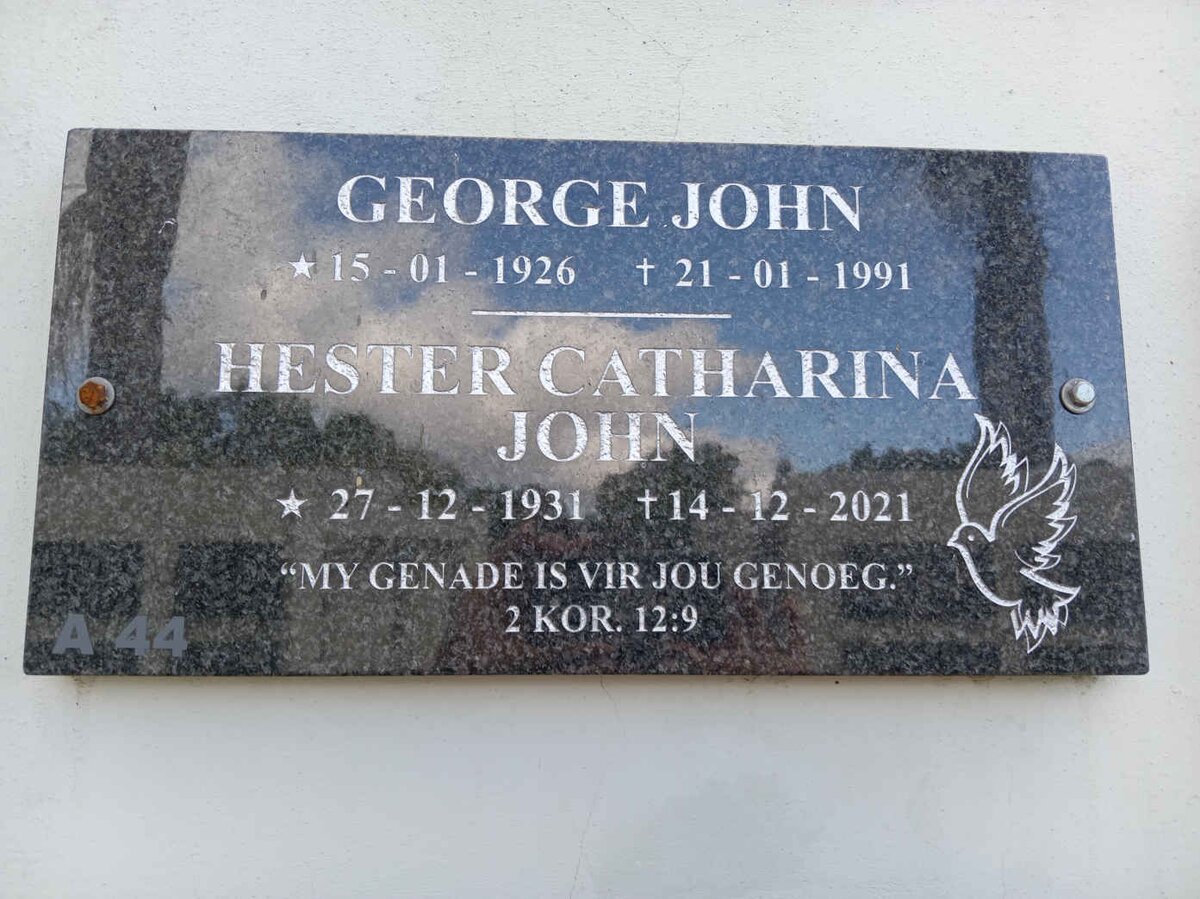 GEORGE JOHN
★ 15 - 01 - 1926 † 21 - 01 - 1991
HESTER CATHARINA
JOHN
★ 27 - 12 - 1931 † 14 - 12 - 2021
“MY GENADE IS VIR JOU GENOEG.”
2 KOR. 12:9
A 44